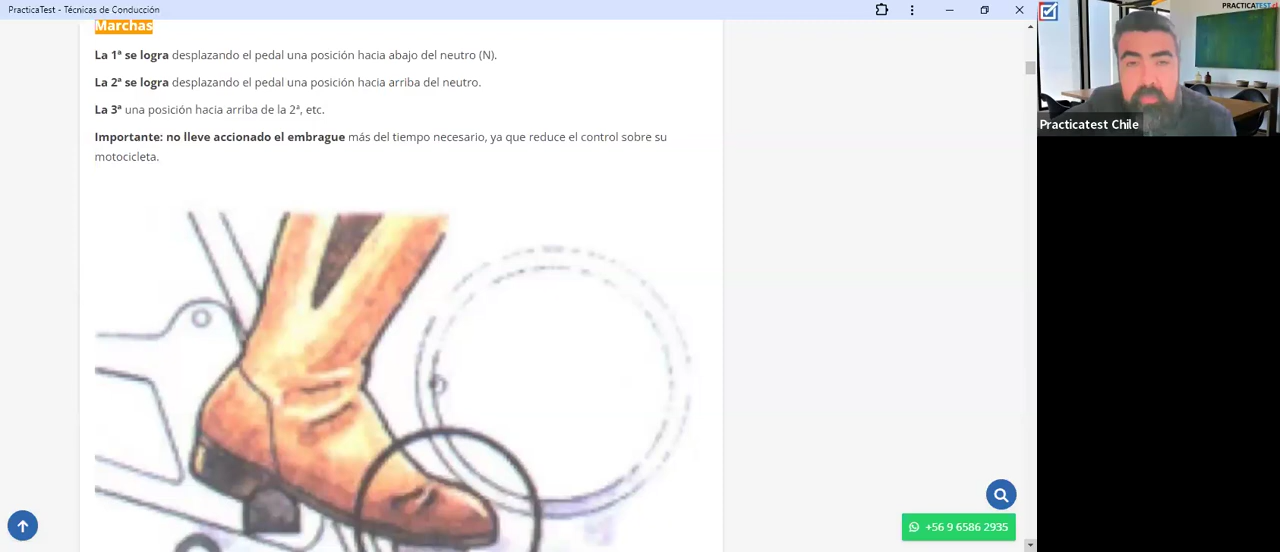 PracticaTest - Técnicas de Conducción
PRACTICATEST.cl
Marchas
La 1ª se logra desplazando el pedal una posición hacia abajo del neutro (N).
La 2ª se logra desplazando el pedal una posición hacia arriba del neutro.
La 3ª una posición hacia arriba de la 2ª, etc.
Importante: no lleve accionado el embrague más del tiempo necesario, ya que reduce el control sobre su
motocicleta.
Practicatest Chile
+56 9 6586 2935